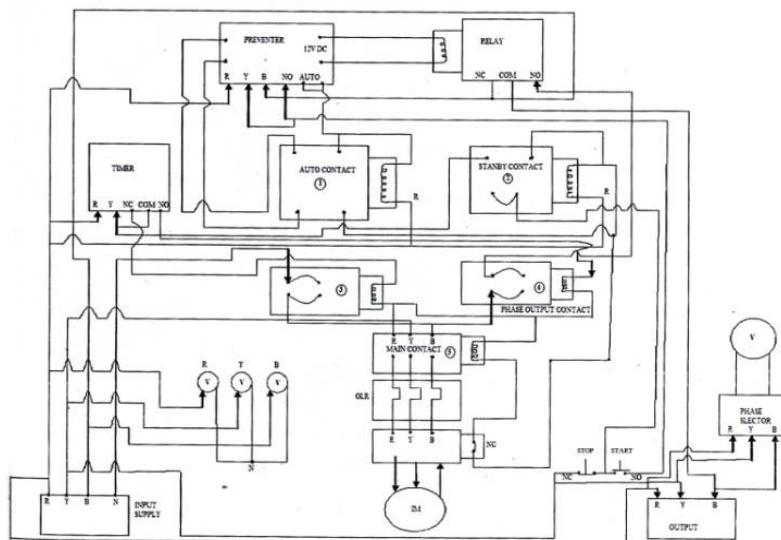 PREVENTER
12V DC
R Y B NO AUTO
RELAY
NC COM NO
TIMER
R Y NC COM NO
AUTO CONTACT
1
R
STANBY CONTACT
2
R
3
4
PHASE OUTPUT CONTACT
R Y B
MAIN CONTACT
5
V
R Y B
V V V
N
OLR
R Y B
NC
IM
STOP START
NC NO
PHASE
SLECTOR
R Y B
R Y B N
INPUT
SUPPLY
R Y B
OUTPUT